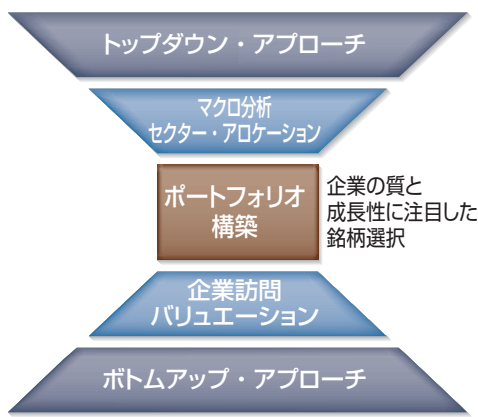 トップダウン・アプローチ
マクロ分析
セクター・アロケーション
ポートフォリオ
構築
企業の質と
成長性に注目した
銘柄選択
企業訪問
バリュエーション
ボトムアップ・アプローチ